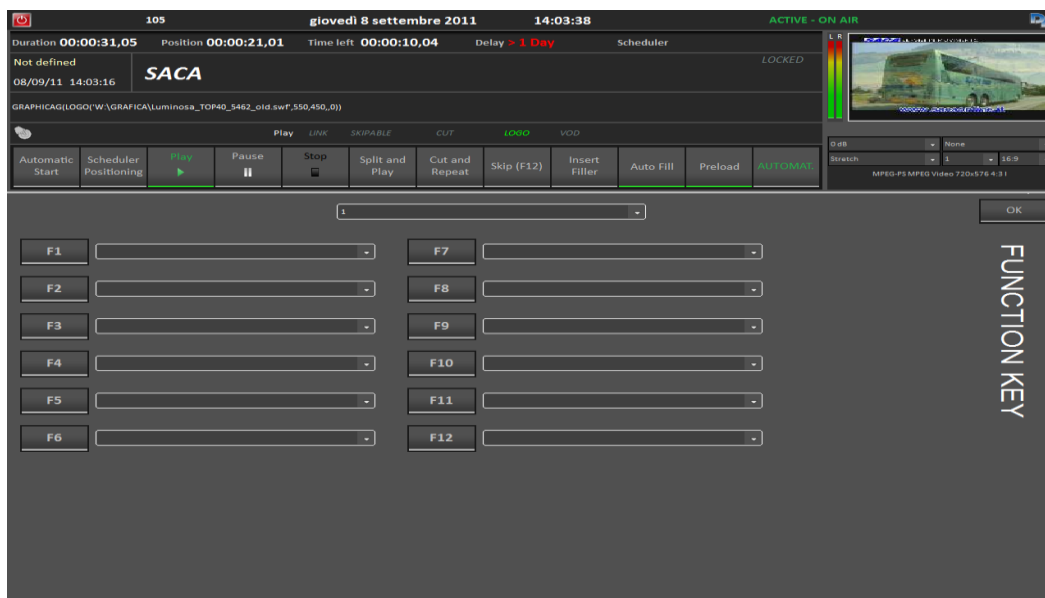 105 giovedì 8 settembre 2011 14:03:38 ACTIVE - ON AIR
Duration 00:00:31,05 Position 00:00:21,01 Time left 00:00:10,04 Delay > 1 Day Scheduler
L R
Not defined
08/09/11 14:03:16
SACA
LOCKED
GRAPHICAG(LOGO('W:\GRAFICA\Luminosa_TOP40_5462_old.swf',550,450,,0))
Play LINK SKIPABLE CUT LOGO VOD
Automatic Start
Scheduler Positioning
Play
Pause
Stop
Split and Play
Cut and Repeat
Skip (F12)
Insert Filler
Auto Fill
Preload
AUTOMAT.
0 dB None
Stretch 1 16:9
MPEG-PS MPEG Video 720x576 4:3 I
1
OK
F1 F7
F2 F8
F3 F9
F4 F10
F5 F11
F6 F12
FUNCTION KEY